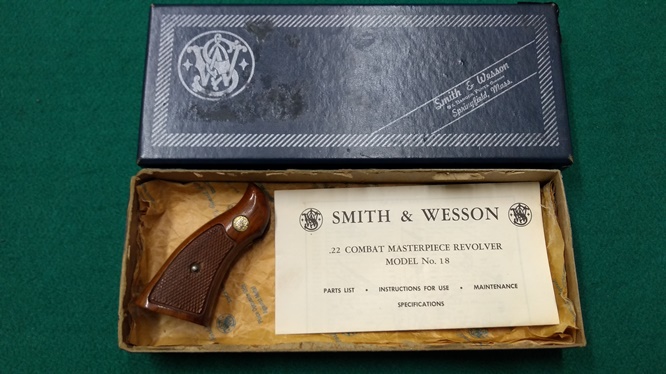 Smith & Wesson
Springfield, Mass.
SMITH & WESSON
.22 COMBAT MASTERPIECE REVOLVER
MODEL No. 18
PARTS LIST • INSTRUCTIONS FOR USE • MAINTENANCE
SPECIFICATIONS